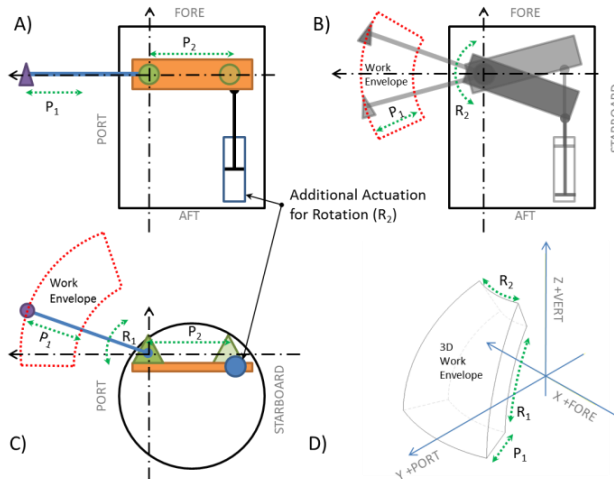 A)
FORE
P2
P1
PORT
AFT
B)
FORE
Work
Envelope
R2
P1
STARBOARD
AFT
Additional Actuation
for Rotation (R2)
Work
Envelope
P1
R1
P2
PORT
STARBOARD
C)
R2
Z +VERT
3D
Work
Envelope
R1
X +FORE
Y +PORT
P1
D)